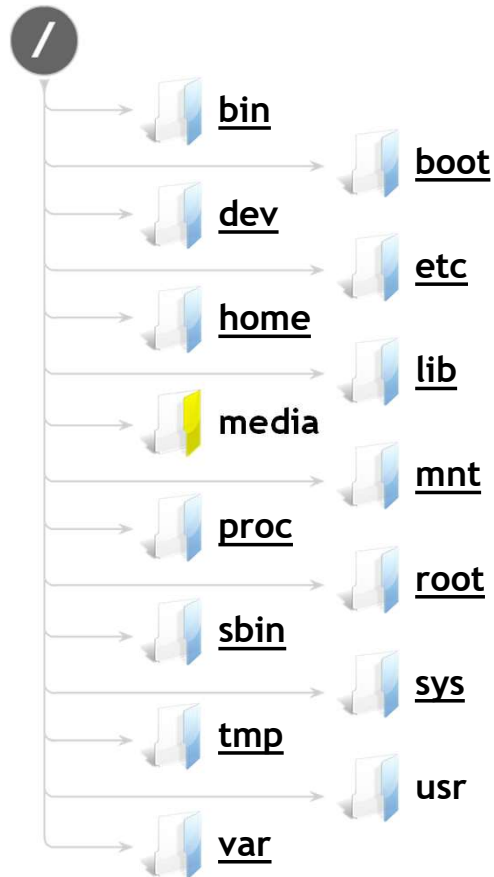 /
bin
boot
dev
etc
home
lib
media
mnt
proc
root
sbin
sys
tmp
usr
var